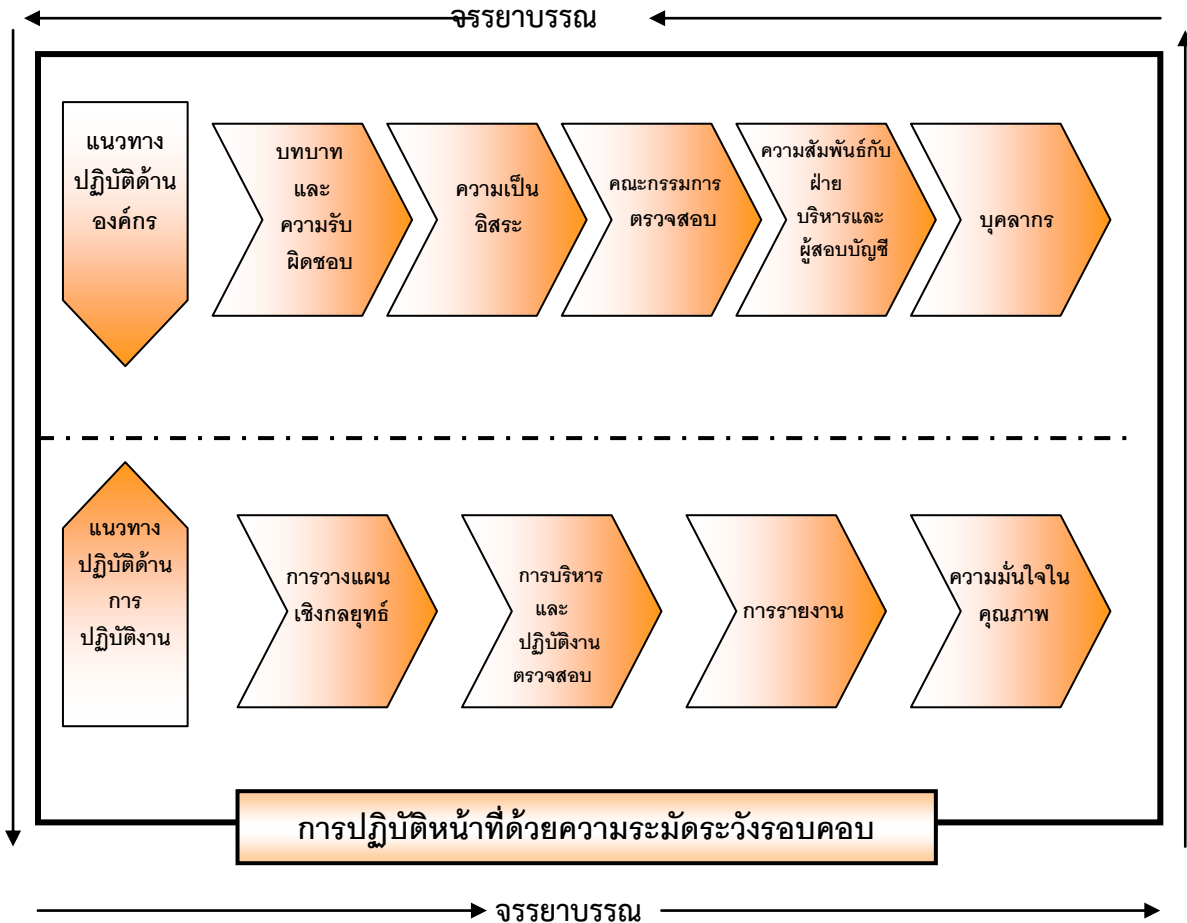 จรรยาบรรณ
แนวทาง
ปฏิบัติด้าน
องค์กร
บทบาท
และ
ความรับ
ผิดชอบ
ความเป็น
อิสระ
คณะกรรมการ
ตรวจสอบ
ความสัมพันธ์กับ
ฝ่าย
บริหารและ
ผู้สอบบัญชี
บุคลากร
แนวทาง
ปฏิบัติด้าน
การ
ปฏิบัติงาน
การวางแผน
เชิงกลยุทธ์
การบริหาร
และ
ปฏิบัติงาน
ตรวจสอบ
การรายงาน
ความมั่นใจใน
คุณภาพ
การปฏิบัติหน้าที่ด้วยความระมัดระวังรอบคอบ
จรรยาบรรณ